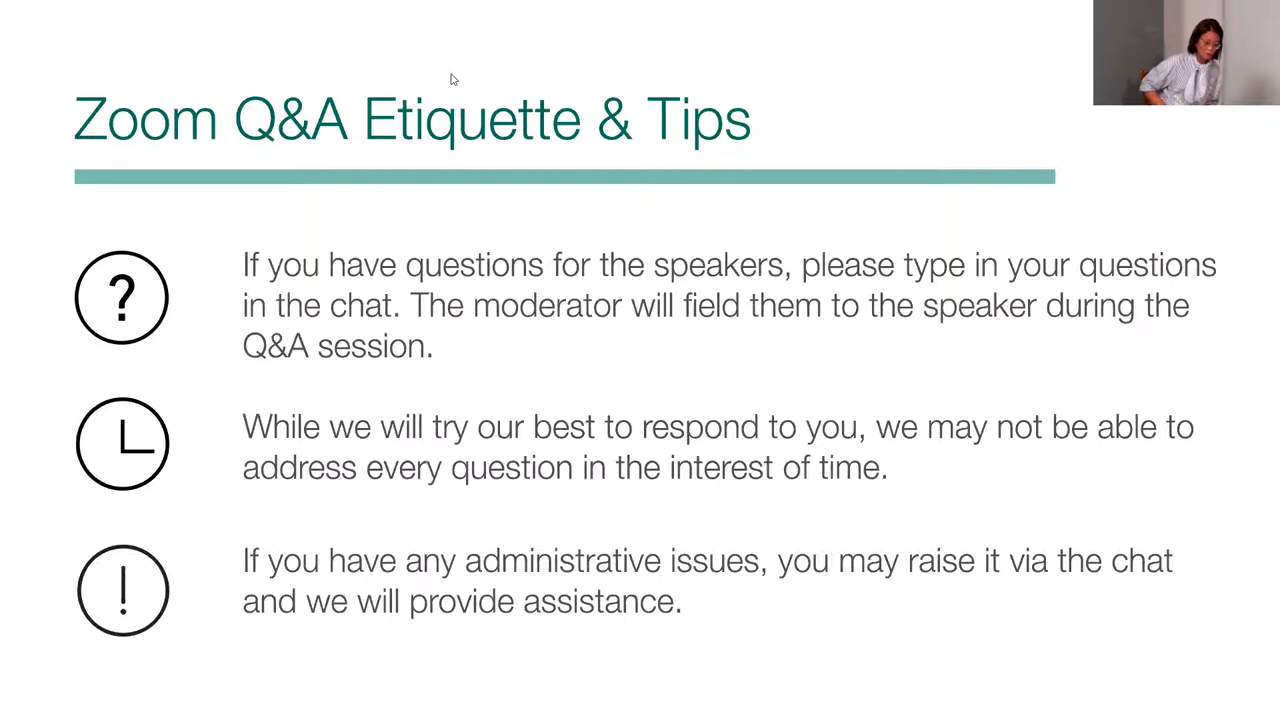 Zoom Q&A Etiquette & Tips
?
If you have questions for the speakers, please type in your questions
in the chat. The moderator will field them to the speaker during the
Q&A session.
While we will try our best to respond to you, we may not be able to
address every question in the interest of time.
!
If you have any administrative issues, you may raise it via the chat
and we will provide assistance.